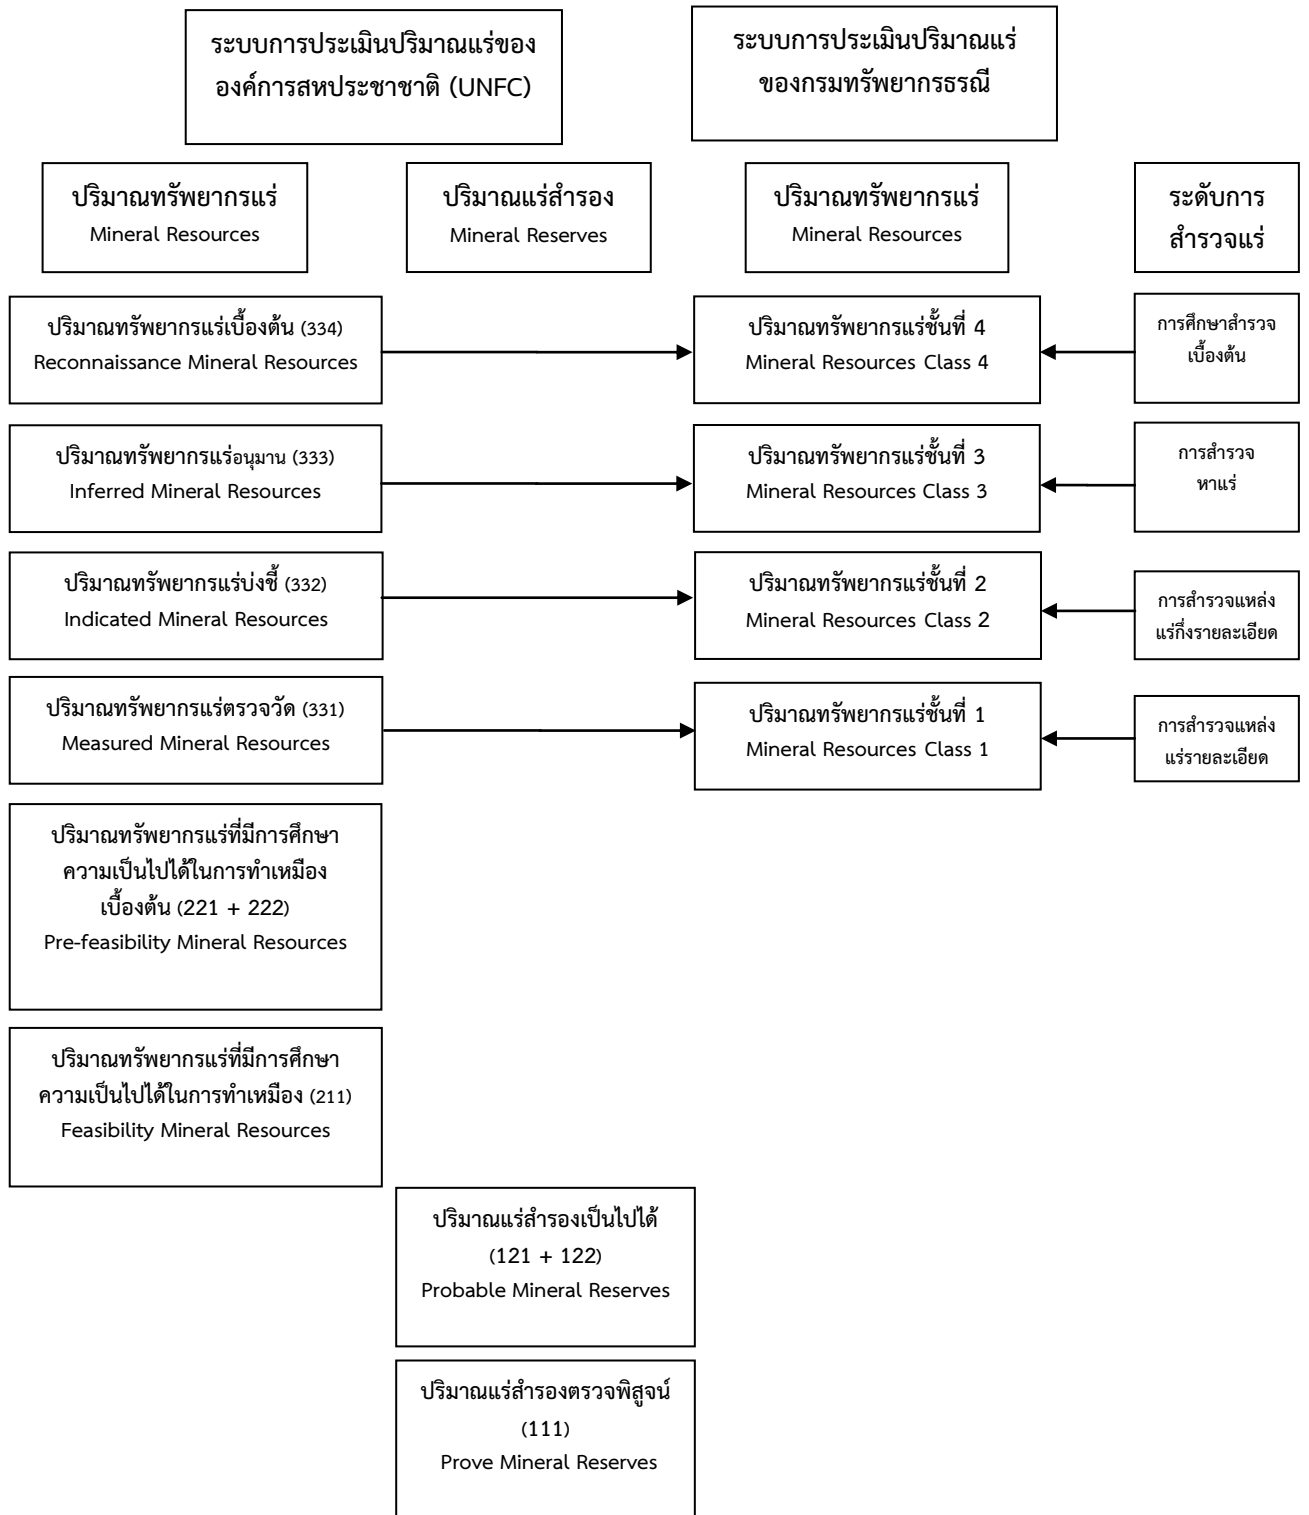 ระบบการประเมินปริมาณแร่ของ
องค์การสหประชาชาติ (UNFC)
ระบบการประเมินปริมาณแร่
ของกรมทรัพยากรธรณี
ปริมาณทรัพยากรแร่
Mineral Resources
ปริมาณแร่สำรอง
Mineral Reserves
ปริมาณทรัพยากรแร่
Mineral Resources
ระดับการ
สำรวจแร่
ปริมาณทรัพยากรแร่เบื้องต้น (334)
Reconnaissance Mineral Resources
ปริมาณทรัพยากรแร่ชั้นที่ 4
Mineral Resources Class 4
การศึกษาสำรวจ
เบื้องต้น
ปริมาณทรัพยากรแร่อนุมาน (333)
Inferred Mineral Resources
ปริมาณทรัพยากรแร่ชั้นที่ 3
Mineral Resources Class 3
การสำรวจ
หาแร่
ปริมาณทรัพยากรแร่บ่งชี้ (332)
Indicated Mineral Resources
ปริมาณทรัพยากรแร่ชั้นที่ 2
Mineral Resources Class 2
การสำรวจแหล่ง
แร่กึ่งรายละเอียด
ปริมาณทรัพยากรแร่ตรวจวัด (331)
Measured Mineral Resources
ปริมาณทรัพยากรแร่ชั้นที่ 1
Mineral Resources Class 1
การสำรวจแหล่ง
แร่รายละเอียด
ปริมาณทรัพยากรแร่ที่มีการศึกษา
ความเป็นไปได้ในการทำเหมือง
เบื้องต้น (221 + 222)
Pre-feasibility Mineral Resources
ปริมาณทรัพยากรแร่ที่มีการศึกษา
ความเป็นไปได้ในการทำเหมือง (211)
Feasibility Mineral Resources
ปริมาณแร่สำรองเป็นไปได้
(121 + 122)
Probable Mineral Reserves
ปริมาณแร่สำรองตรวจพิสูจน์
(111)
Prove Mineral Reserves